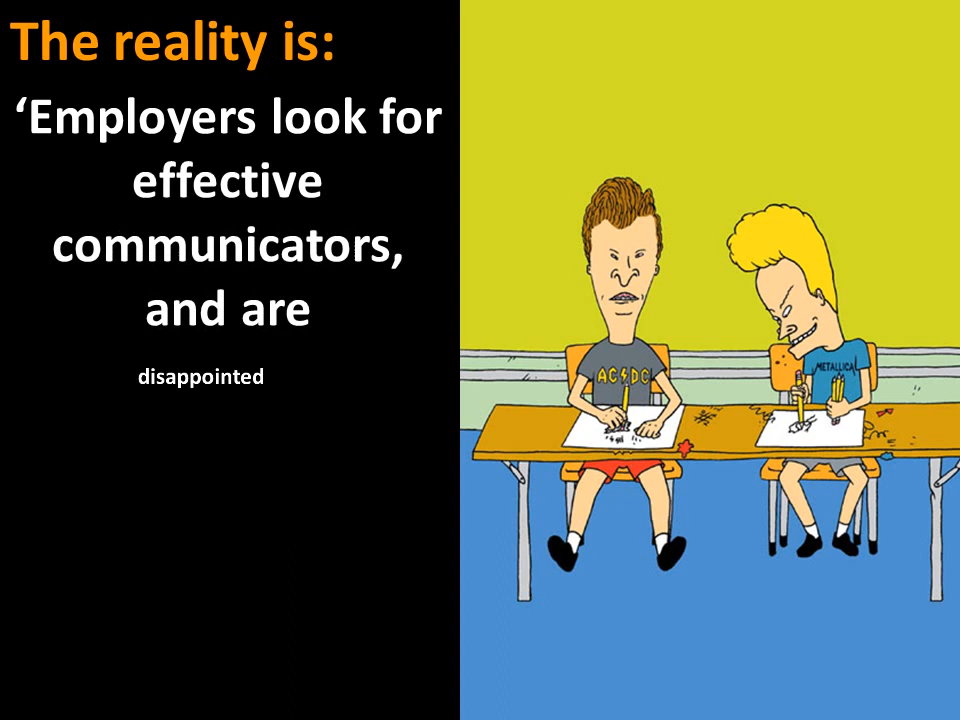 The reality is:
‘Employers look for
effective
communicators,
and are
disappointed
AC⚡DC
METALLICA